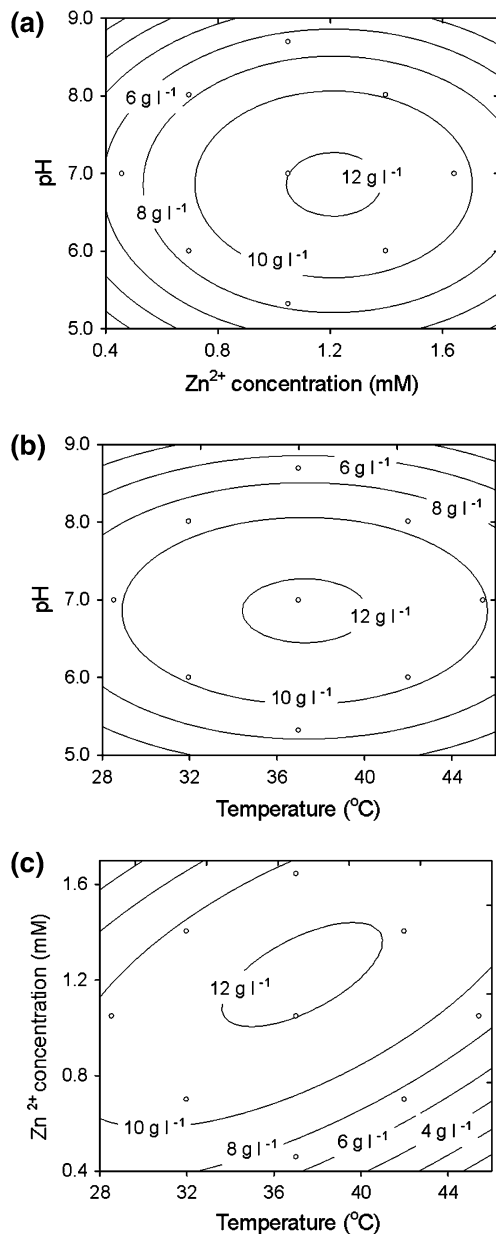 (a)
9.0
8.0
7.0
6.0
5.0
pH
6 g l⁻¹
8 g l⁻¹
10 g l⁻¹
12 g l⁻¹
0.4 0.8 1.2 1.6
Zn²⁺ concentration (mM)
(b)
9.0
8.0
7.0
6.0
5.0
pH
6 g l⁻¹
8 g l⁻¹
12 g l⁻¹
10 g l⁻¹
28 32 36 40 44
Temperature (°C)
(c)
1.6
1.2
0.8
0.4
Zn²⁺ concentration (mM)
12 g l⁻¹
10 g l⁻¹
8 g l⁻¹
6 g l⁻¹
4 g l⁻¹
28 32 36 40 44
Temperature (°C)